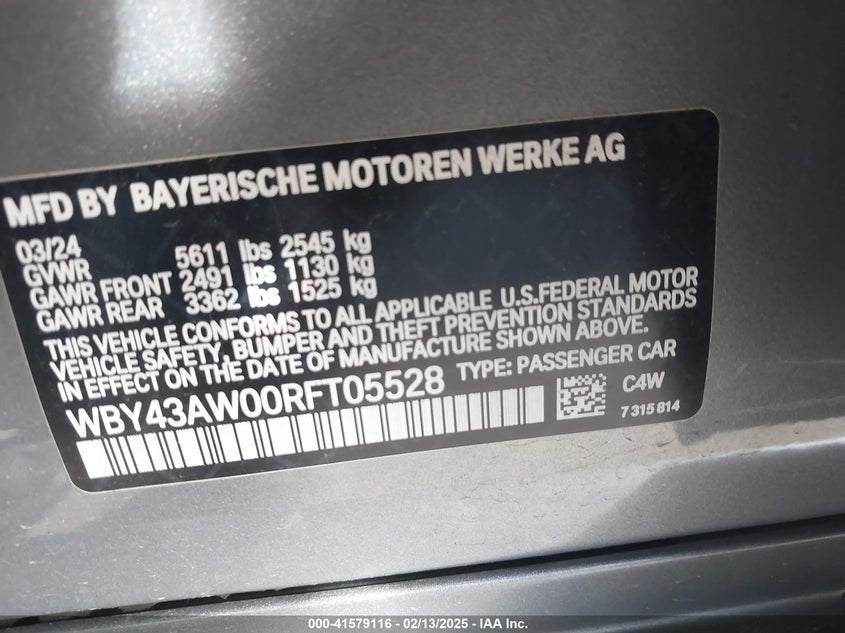 MFD BY BAYERISCHE MOTOREN WERKE AG
03/24
GVWR 5611 lbs 2545 kg
GAWR FRONT 2491 lbs 1130 kg
GAWR REAR 3362 lbs 1525 kg
THIS VEHICLE CONFORMS TO ALL APPLICABLE U.S.FEDERAL MOTOR
VEHICLE SAFETY, BUMPER AND THEFT PREVENTION STANDARDS
IN EFFECT ON THE DATE OF MANUFACTURE SHOWN ABOVE.
WBY43AW00RFT05528 TYPE: PASSENGER CAR
C4W
7 315 814
000-41579116 - 02/13/2025 - IAA Inc.